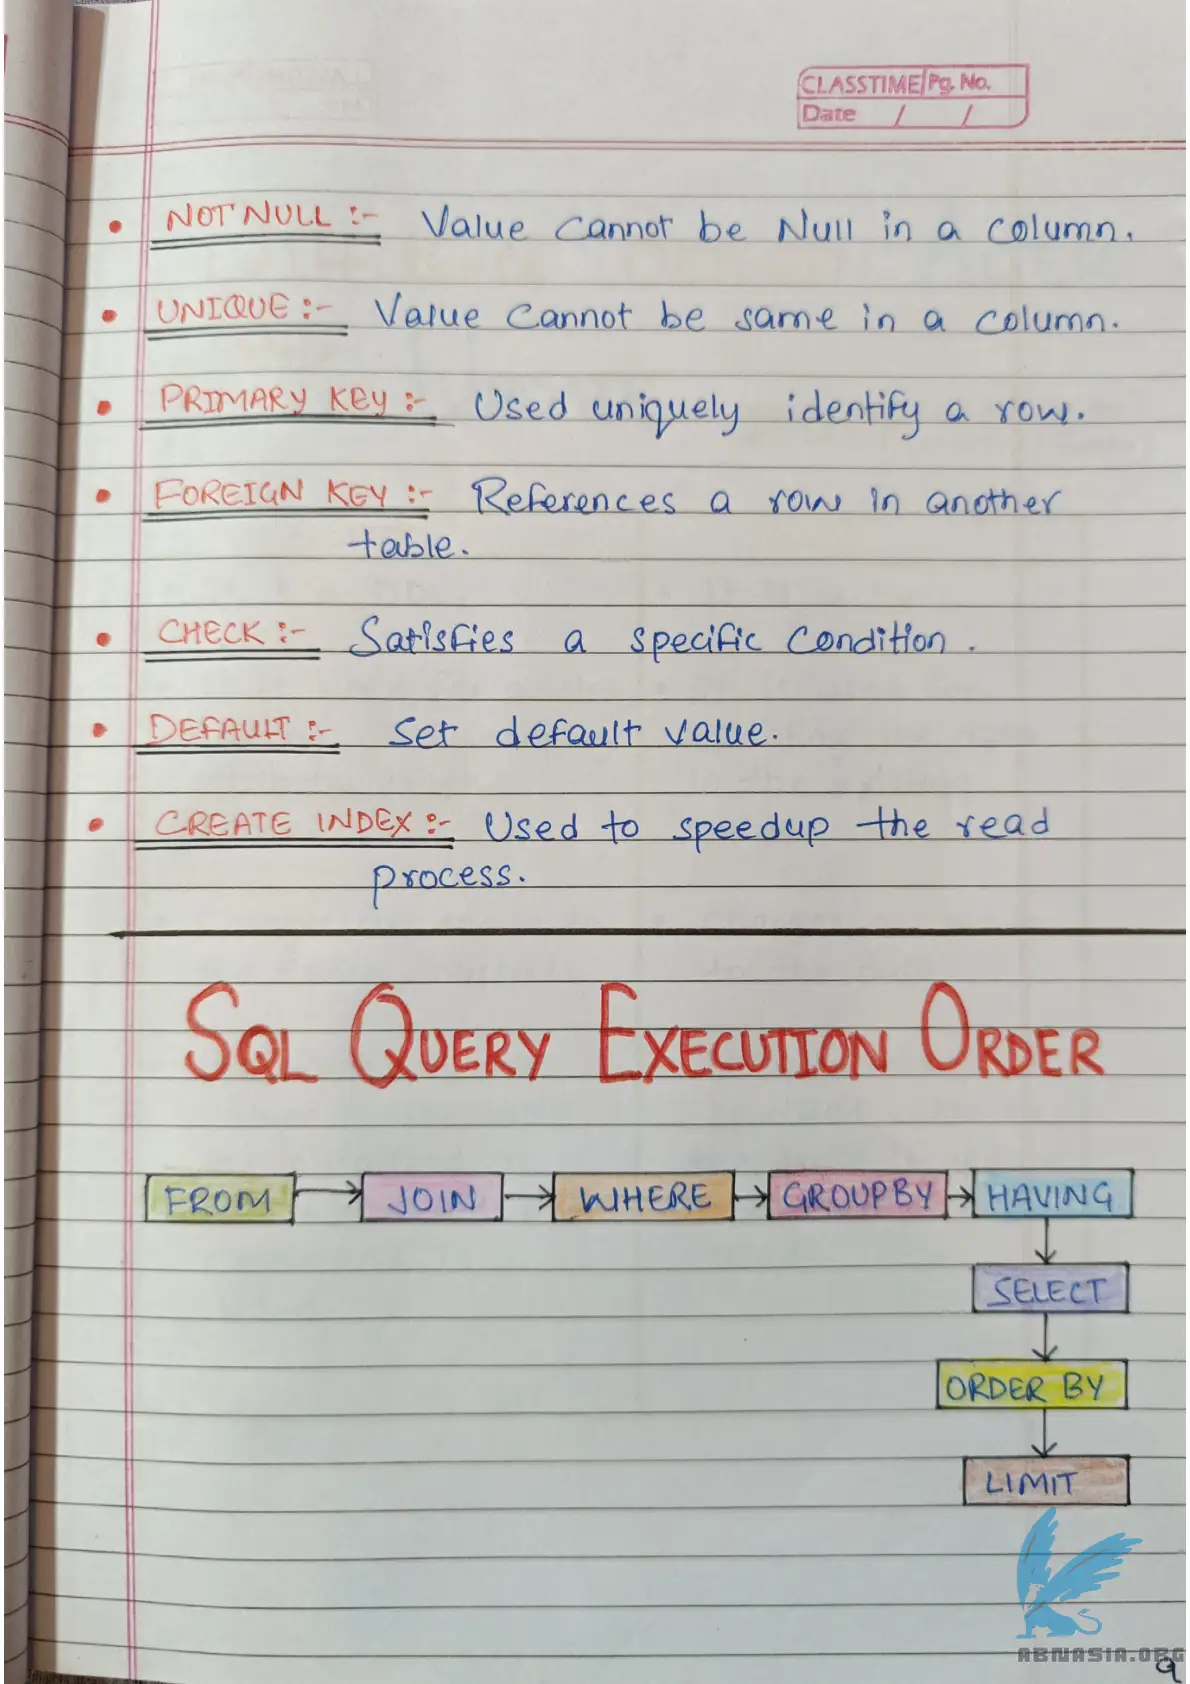 CLASSTIME Pg. No.
Date / /
• NOT NULL :- Value cannot be Null in a column.
• UNIQUE :- Value cannot be same in a column.
• PRIMARY KEY :- Used uniquely identify a row.
• FOREIGN KEY :- References a row in another
table.
• CHECK :- Satisfies a specific condition.
• DEFAULT :- Set default value.
• CREATE INDEX :- Used to speedup the read
process.
SQL QUERY EXECUTION ORDER
FROM JOIN WHERE GROUPBY HAVING
SELECT
ORDER BY
LIMIT
ABNASIA.ORG
9